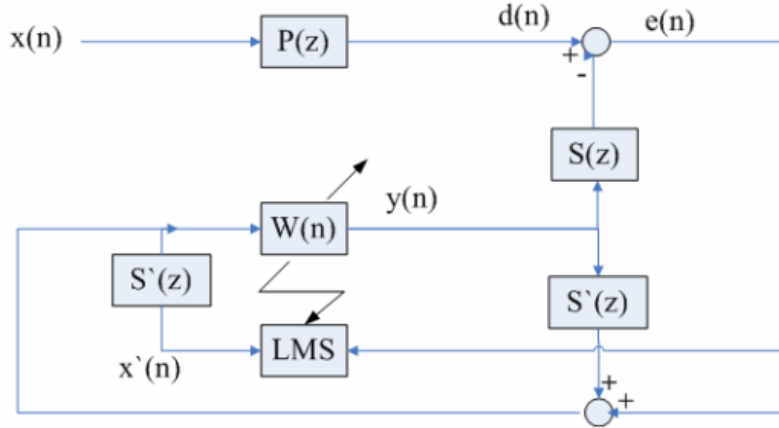 x(n)
P(z)
d(n)
e(n)
+
-
S(z)
y(n)
W(n)
S`(z)
S`(z)
LMS
x`(n)
+
+